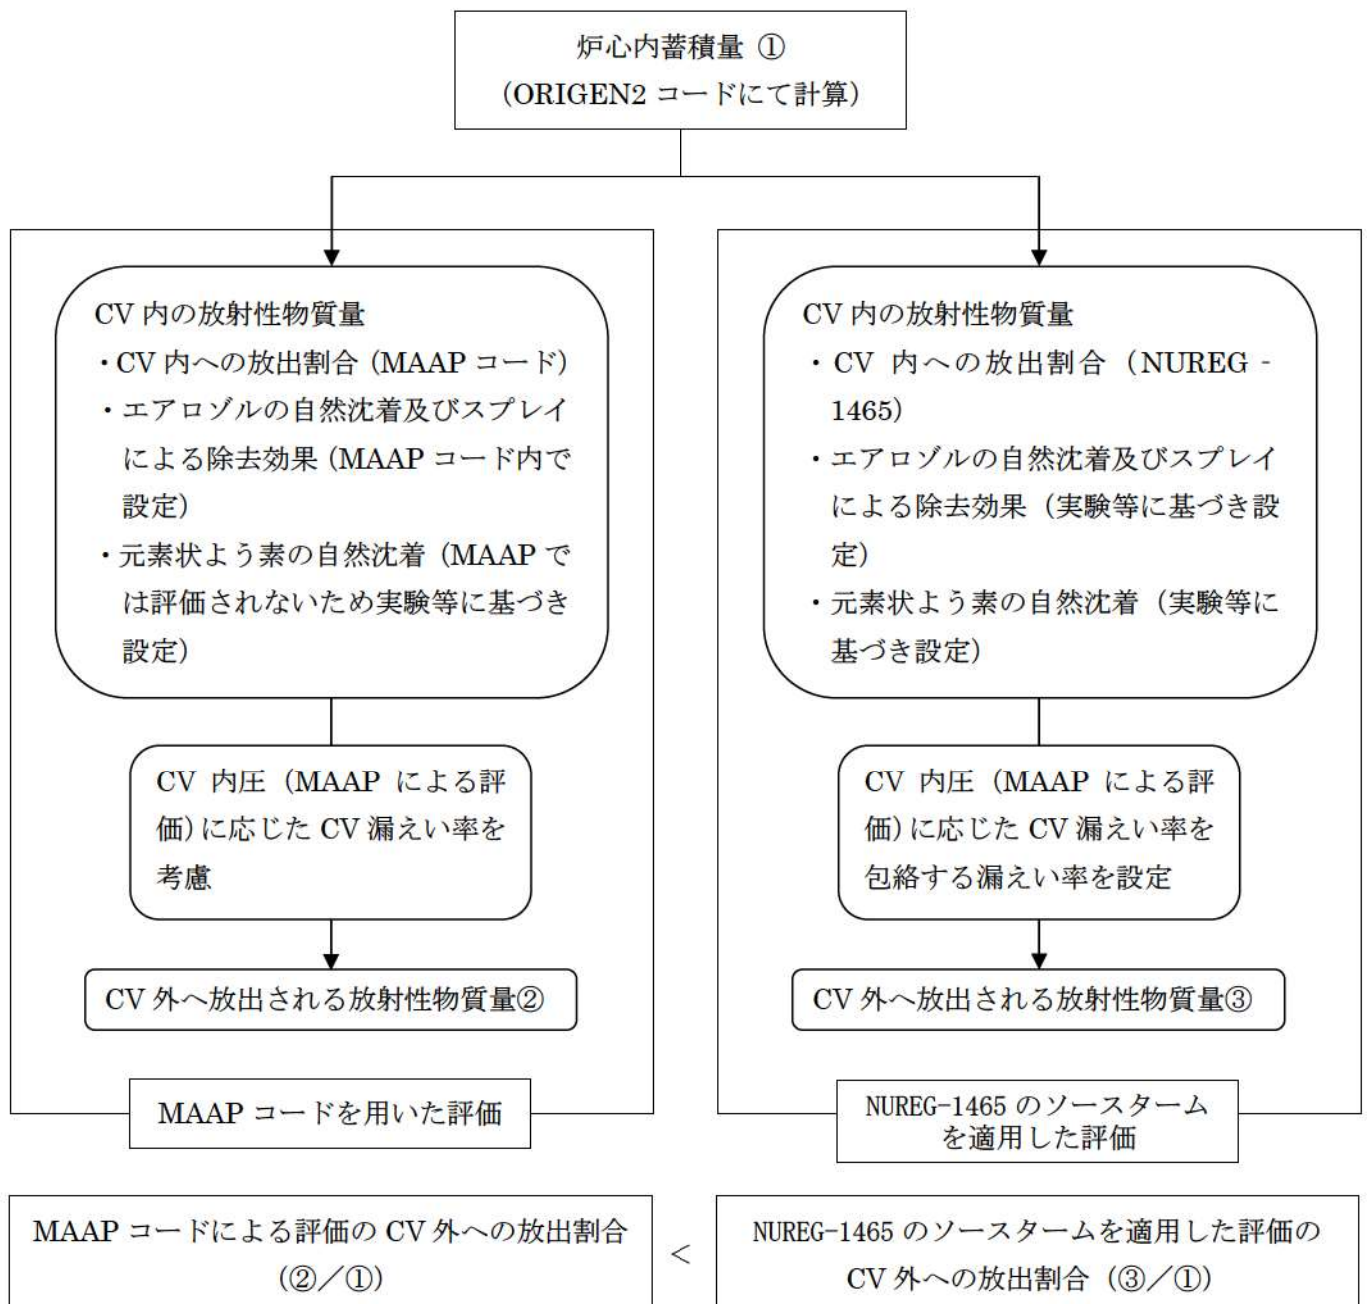 炉心内蓄積量 ①
（ORIGEN2 コードにて計算）
CV 内の放射性物質量
・CV 内への放出割合（MAAP コード）
・エアロゾルの自然沈着及びスプレイ
による除去効果（MAAP コード内で
設定）
・元素状よう素の自然沈着（MAAP で
は評価されないため実験等に基づき
設定）
CV 内圧（MAAP による評
価）に応じた CV 漏えい率を
考慮
CV 外へ放出される放射性物質量②
MAAP コードを用いた評価
CV 内の放射性物質量
・CV 内への放出割合（NUREG -
1465）
・エアロゾルの自然沈着及びスプレイ
による除去効果（実験等に基づき設
定）
・元素状よう素の自然沈着（実験等に
基づき設定）
CV 内圧（MAAP による評
価）に応じた CV 漏えい率を
包絡する漏えい率を設定
CV 外へ放出される放射性物質量③
NUREG-1465 のソースターム
を適用した評価
MAAP コードによる評価の CV 外への放出割合
（②／①）
＜
NUREG-1465 のソースタームを適用した評価の
CV 外への放出割合（③／①）